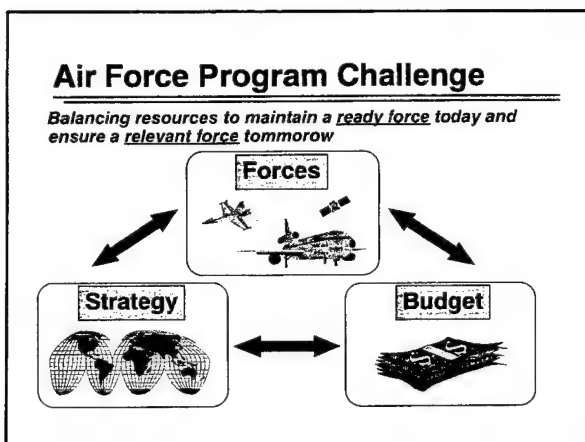 Air Force Program Challenge
Balancing resources to maintain a ready force today and
ensure a relevant force tommorow
Forces
Strategy
Budget
$ $